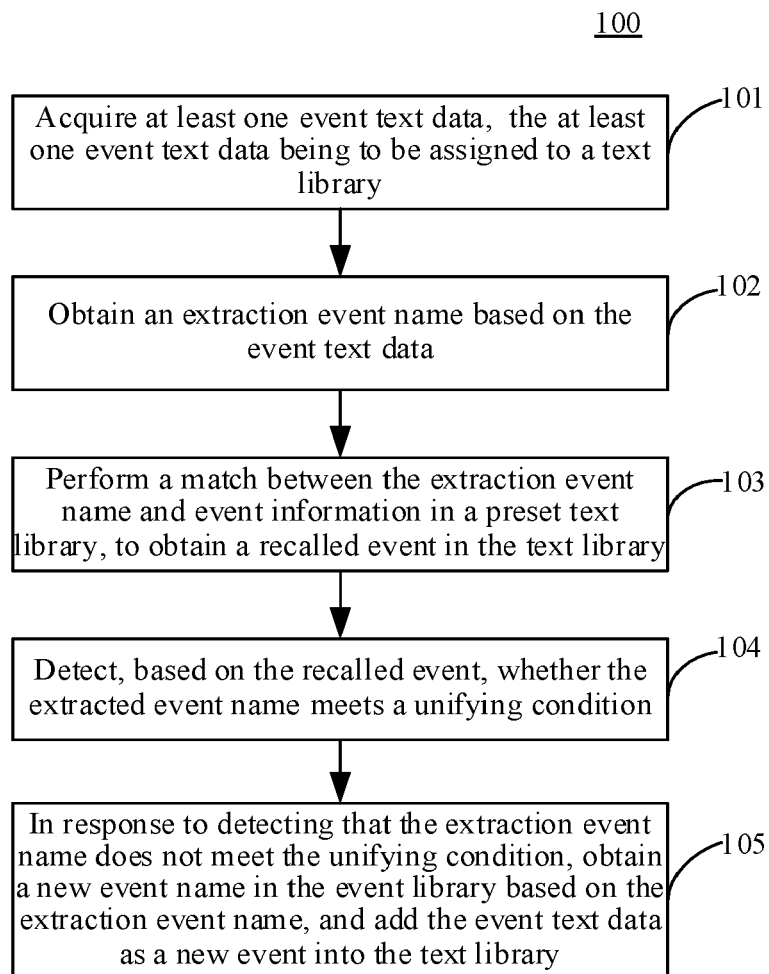 100
Acquire at least one event text data, the at least
one event text data being to be assigned to a text
library
101
Obtain an extraction event name based on the
event text data
102
Perform a match between the extraction event
name and event information in a preset text
library, to obtain a recalled event in the text library
103
Detect, based on the recalled event, whether the
extracted event name meets a unifying condition
104
In response to detecting that the extraction event
name does not meet the unifying condition, obtain
a new event name in the event library based on the
extraction event name, and add the event text data
as a new event into the text library
105